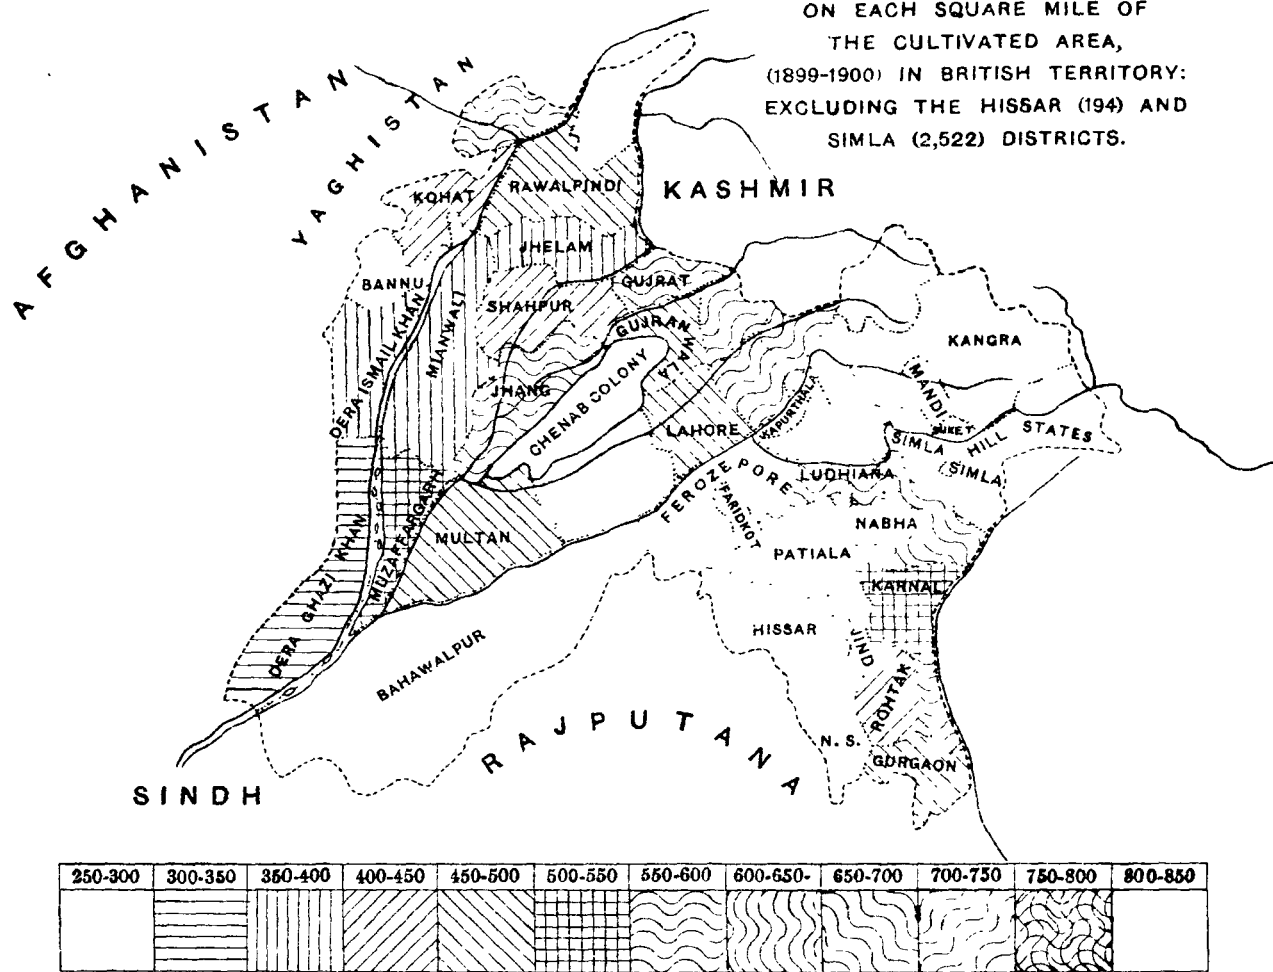 ON EACH SQUARE MILE OF
THE CULTIVATED AREA,
(1899-1900) IN BRITISH TERRITORY:
EXCLUDING THE HISSAR (194) AND
SIMLA (2,522) DISTRICTS.
AFGHANISTAN
YAGHISTAN
KASHMIR
KOHAT
RAWALPINDI
JHELAM
BANNU
GUJRAT
SHAHPUR
DERA ISMAIL KHAN
MIANWALI
GUJRANWALA
KANGRA
JHANG
CHENAB COLONY
KAPURTHALA
MANDI
LAHORE
SUKET
SIMLA HILL STATES
SIMLA
FEROZEPORE
LUDHIANA
FARIDKOT
NABHA
MUZAFFARGARH
MULTAN
PATIALA
DERA GHAZI KHAN
KARNAL
HISSAR
JIND
BAHAWALPUR
ROHTAK
RAJPUTANA
N. S.
GURGAON
SINDH
250-300 300-350 350-400 400-450 450-500 500-550 550-600 600-650- 650-700 700-750 750-800 800-850